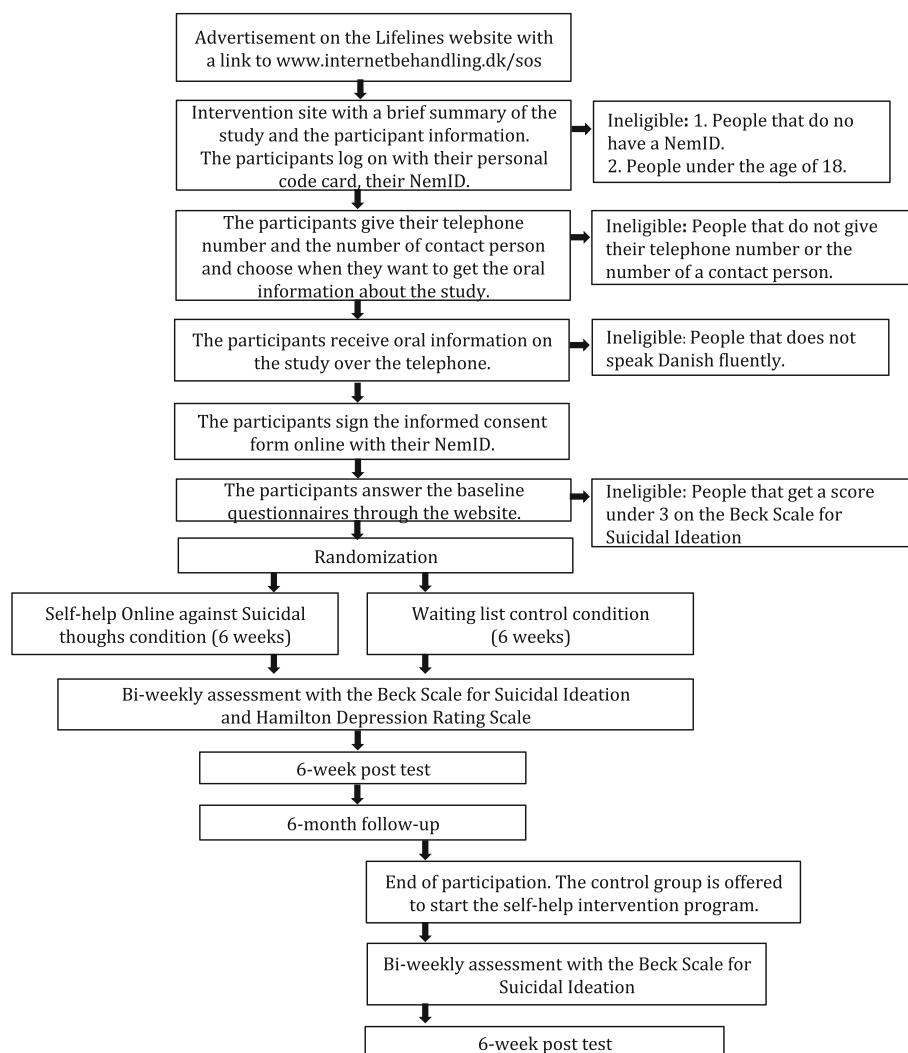 Advertisement on the Lifelines website with
a link to www.internetbehandling.dk/sos
Intervention site with a brief summary of the
study and the participant information.
The participants log on with their personal
code card, their NemID.
Ineligible: 1. People that do no
have a NemID.
2. People under the age of 18.
The participants give their telephone
number and the number of contact person
and choose when they want to get the oral
information about the study.
Ineligible: People that do not give
their telephone number or the
number of a contact person.
The participants receive oral information on
the study over the telephone.
Ineligible: People that does not
speak Danish fluently.
The participants sign the informed consent
form online with their NemID.
The participants answer the baseline
questionnaires through the website.
Ineligible: People that get a score
under 3 on the Beck Scale for
Suicidal Ideation
Randomization
Self-help Online against Suicidal
thoughs condition (6 weeks)
Waiting list control condition
(6 weeks)
Bi-weekly assessment with the Beck Scale for Suicidal Ideation
and Hamilton Depression Rating Scale
6-week post test
6-month follow-up
End of participation. The control group is offered
to start the self-help intervention program.
Bi-weekly assessment with the Beck Scale for
Suicidal Ideation
6-week post test